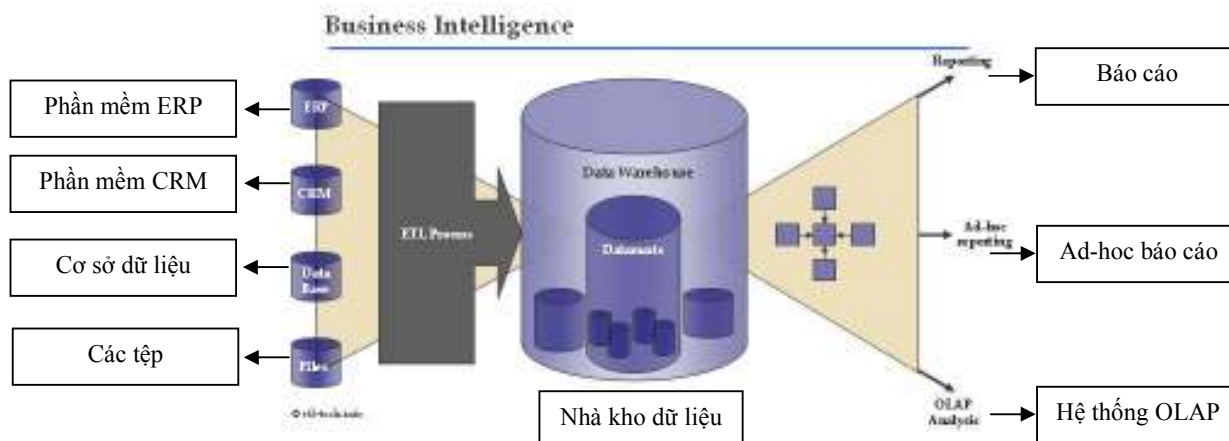 Business Intelligence
Reporting
Báo cáo
Phần mềm ERP
ERP
Phần mềm CRM
CRM
Data Warehouse
ETL Process
Datamarts
Ad-hoc
reporting
Ad-hoc báo cáo
Cơ sở dữ liệu
Data
Base
Các tệp
Files
Nhà kho dữ liệu
OLAP
Analysis
Hệ thống OLAP